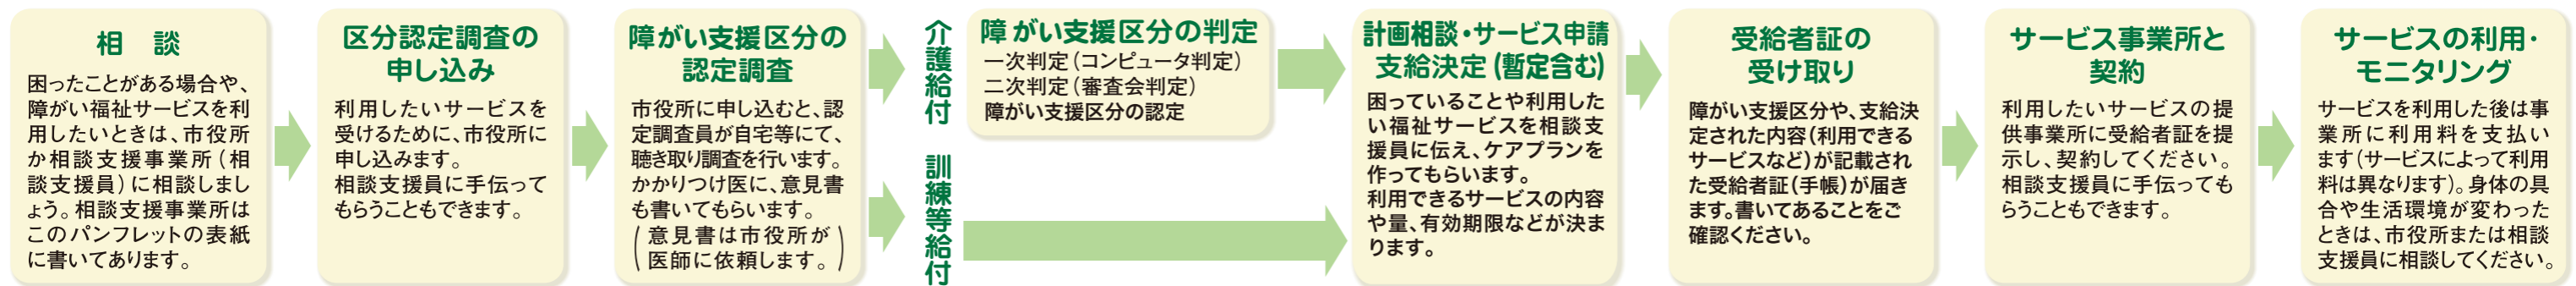 相　談
困ったことがある場合や、
障がい福祉サービスを利
用したいときは、市役所
か相談支援事業所（相
談支援員）に相談しまし
ょう。相談支援事業所は
このパンフレットの表紙
に書いてあります。
区分認定調査の
申し込み
利用したいサービスを
受けるために、市役所に
申し込みます。
相談支援員に手伝って
もらうこともできます。
障がい支援区分の
認定調査
市役所に申し込むと、認
定調査員が自宅等にて、
聴き取り調査を行います。
かかりつけ医に、意見書
も書いてもらいます。
（意見書は市役所が
医師に依頼します。）
介護給付
訓練等給付
障がい支援区分の判定
一次判定（コンピュータ判定）
二次判定（審査会判定）
障がい支援区分の認定
計画相談・サービス申請
支給決定（暫定含む）
困っていることや利用した
い福祉サービスを相談支
援員に伝え、ケアプランを
作ってもらいます。
利用できるサービスの内容
や量、有効期限などが決ま
ります。
受給者証の
受け取り
障がい支援区分や、支給決
定された内容（利用できる
サービスなど）が記載され
た受給者証（手帳）が届き
ます。書いてあることをご
確認ください。
サービス事業所と
契約
利用したいサービスの提
供事業所に受給者証を提
示し、契約してください。
相談支援員に手伝っても
らうこともできます。
サービスの利用・
モニタリング
サービスを利用した後は事
業所に利用料を支払い
ます（サービスによって利用
料は異なります）。身体の具
合や生活環境が変わった
ときは、市役所または相談
支援員に相談してください。